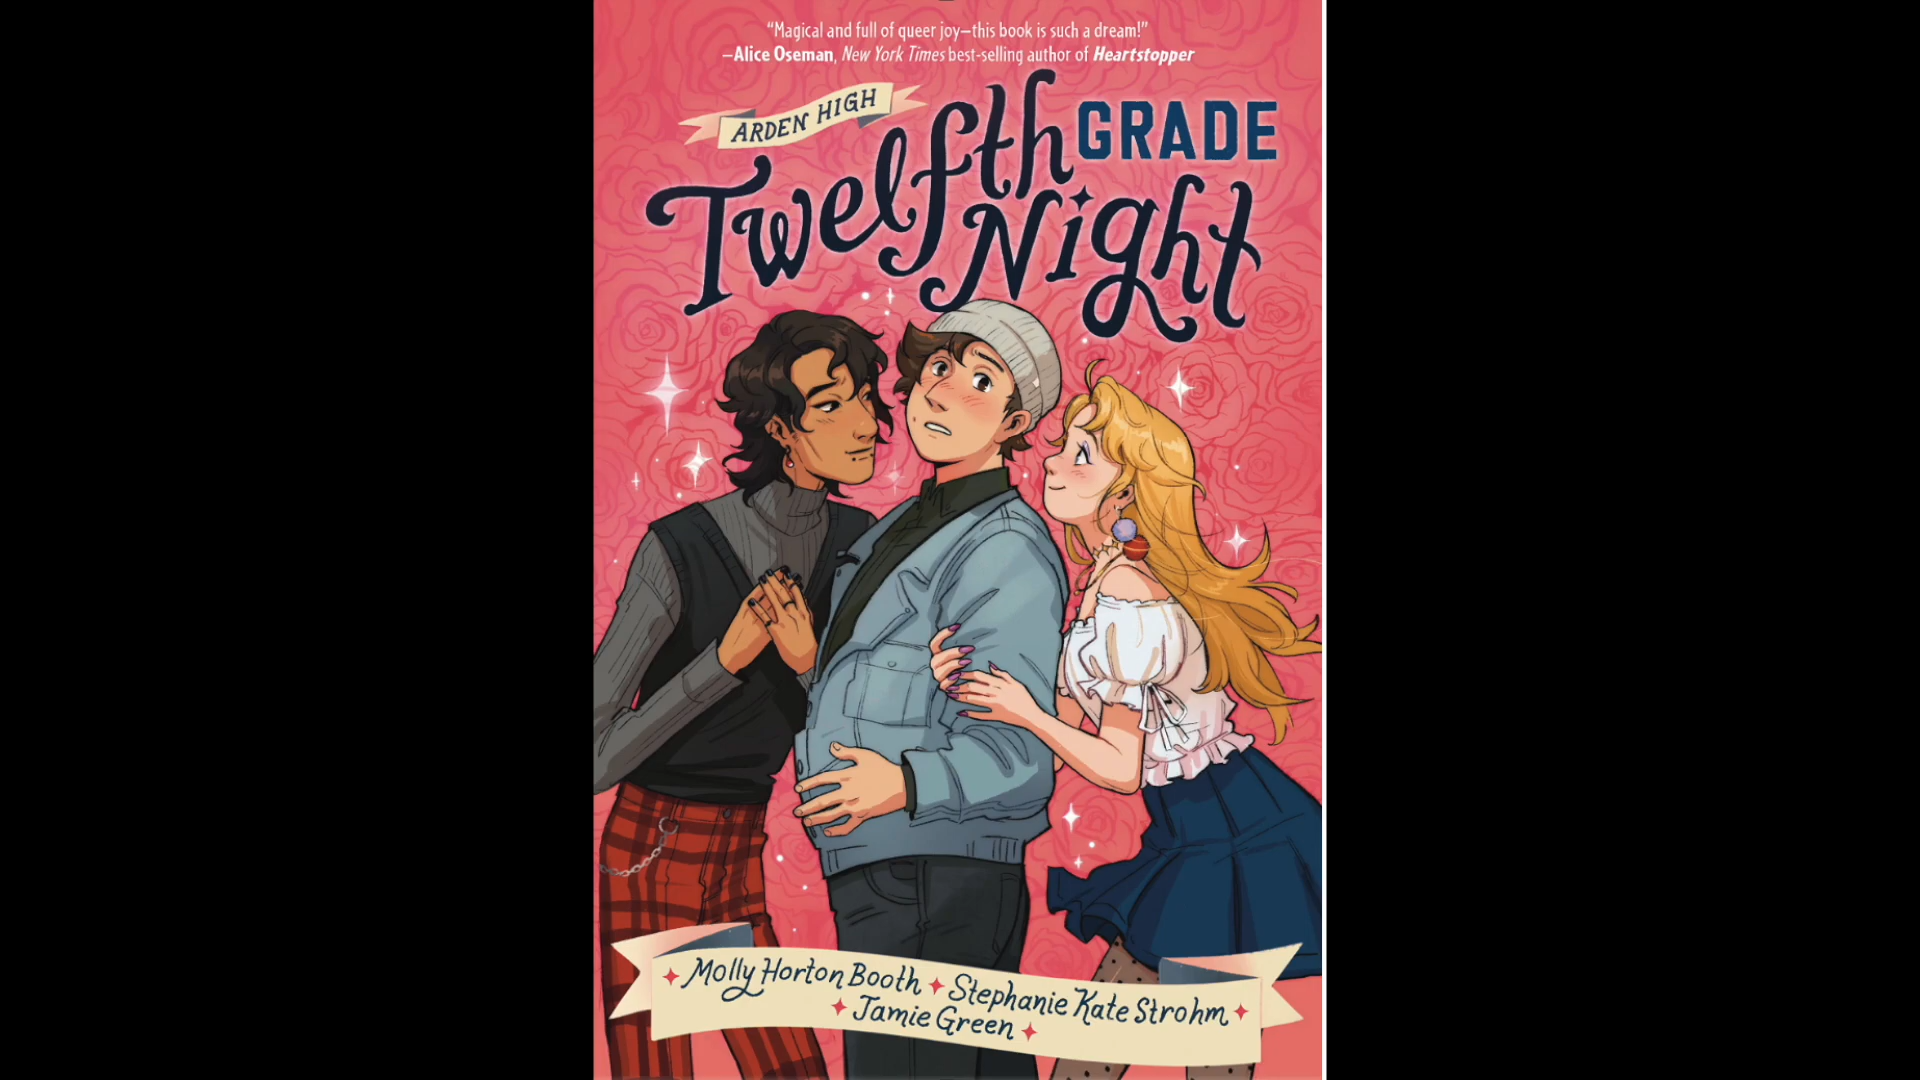 “Magical and full of queer joy—this book is such a dream!”
—Alice Oseman, New York Times best-selling author of Heartstopper
ARDEN HIGH
Twelfth GRADE
Night
Molly Horton Booth Stephanie Kate Strohm
Jamie Green